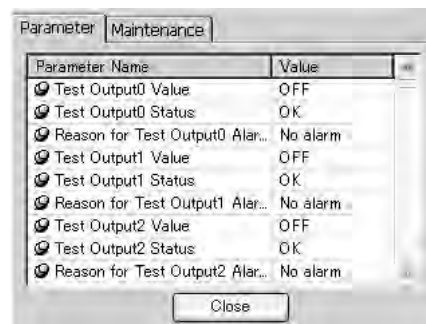 Parameter Maintenance
Parameter Name Value
Test Output0 Value OFF
Test Output0 Status OK
Reason for Test Output0 Alar... No alarm
Test Output1 Value OFF
Test Output1 Status OK
Reason for Test Output1 Alar... No alarm
Test Output2 Value OFF
Test Output2 Status OK
Reason for Test Output2 Alar... No alarm
Close